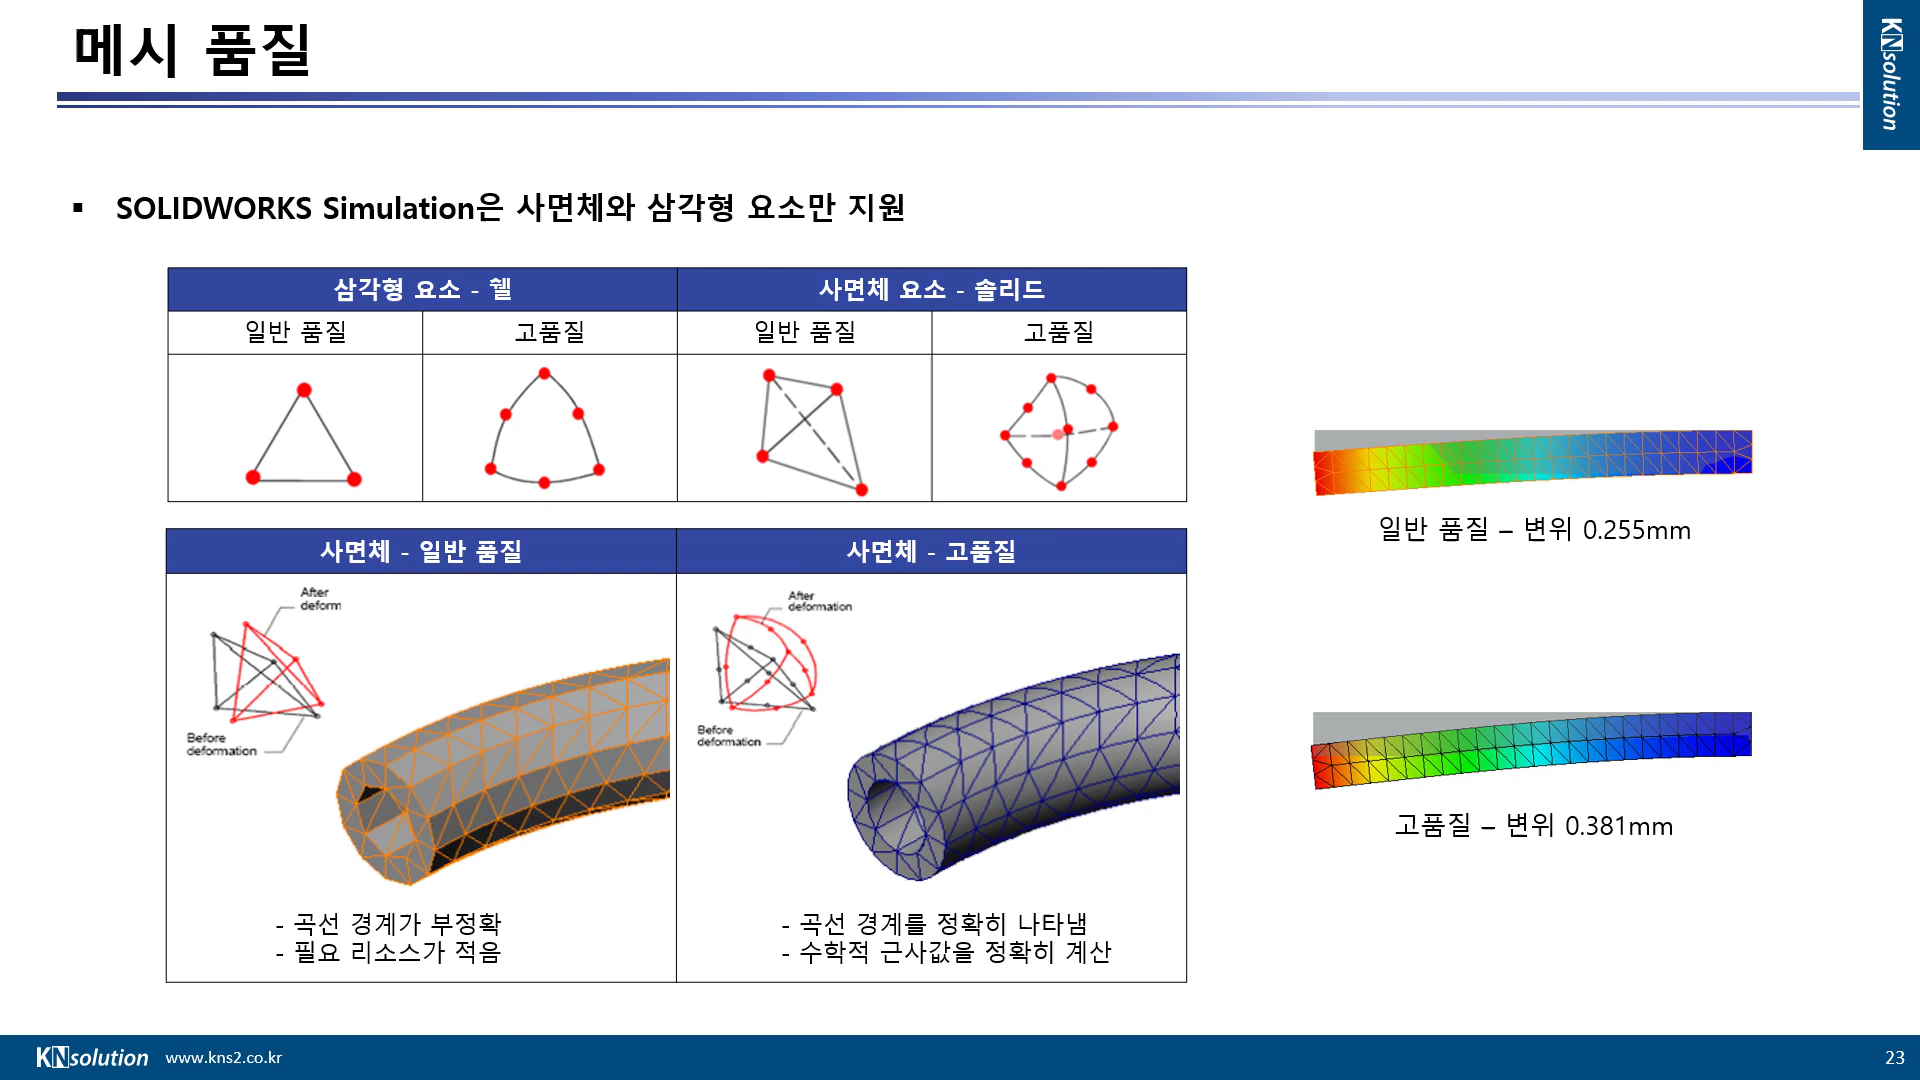 메시 품질
KNsolution
▪ SOLIDWORKS Simulation은 사면체와 삼각형 요소만 지원
삼각형 요소 - 쉘
사면체 요소 - 솔리드
일반 품질
고품질
일반 품질
고품질
일반 품질 – 변위 0.255mm
사면체 - 일반 품질
사면체 - 고품질
After
deform
Before
deformation
After
deformation
Before
deformation
- 곡선 경계가 부정확
- 필요 리소스가 적음
- 곡선 경계를 정확히 나타냄
- 수학적 근사값을 정확히 계산
고품질 – 변위 0.381mm
KNsolution www.kns2.co.kr
23